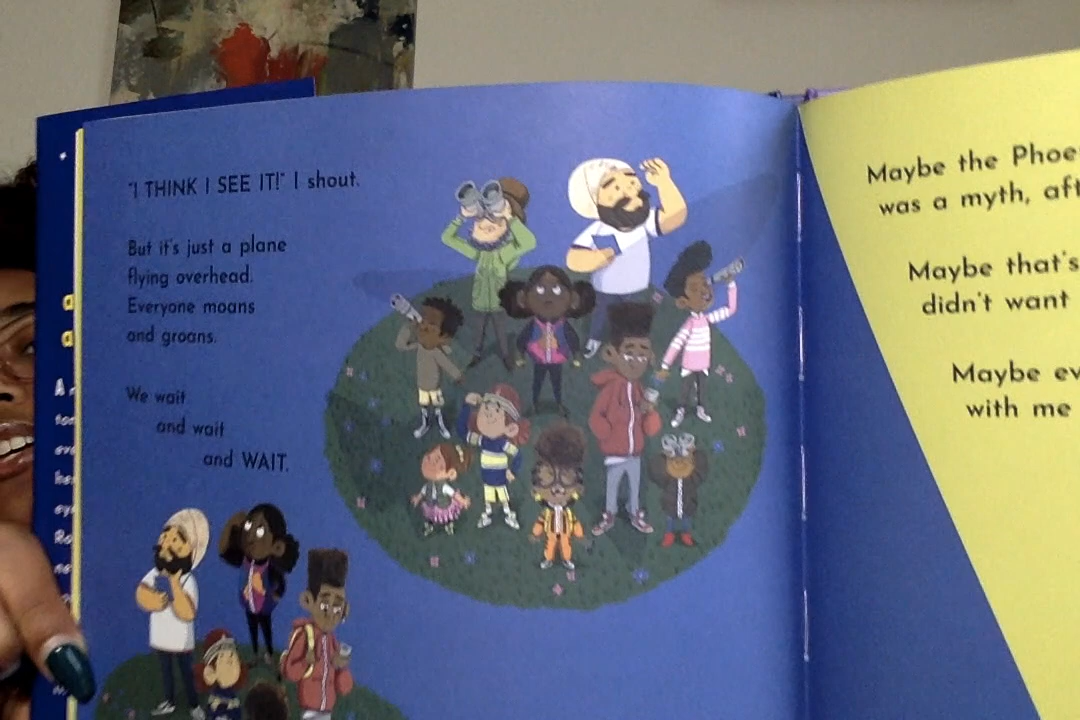 "I THINK I SEE IT!" I shout.
But it's just a plane
flying overhead.
Everyone moans
and groans.
We wait
and wait
and WAIT.
Maybe the
was a myth,
Maybe that's
didn't want
Maybe
with me